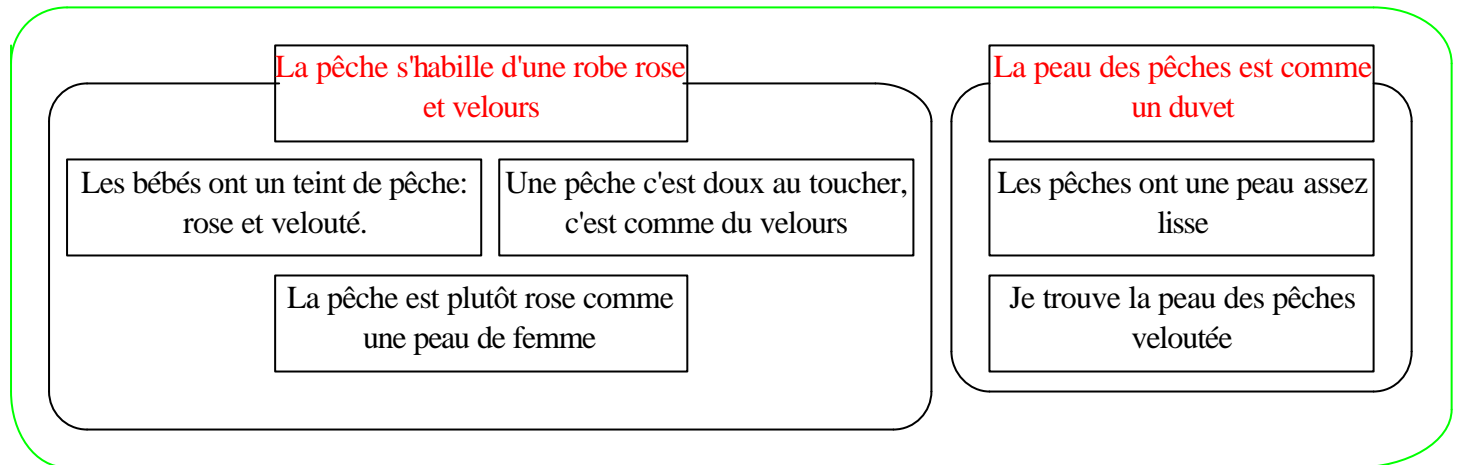 La pêche s'habille d'une robe rose
et velours
Les bébés ont un teint de pêche:
rose et velouté.
Une pêche c'est doux au toucher,
c'est comme du velours
La pêche est plutôt rose comme
une peau de femme
La peau des pêches est comme
un duvet
Les pêches ont une peau assez
lisse
Je trouve la peau des pêches
veloutée